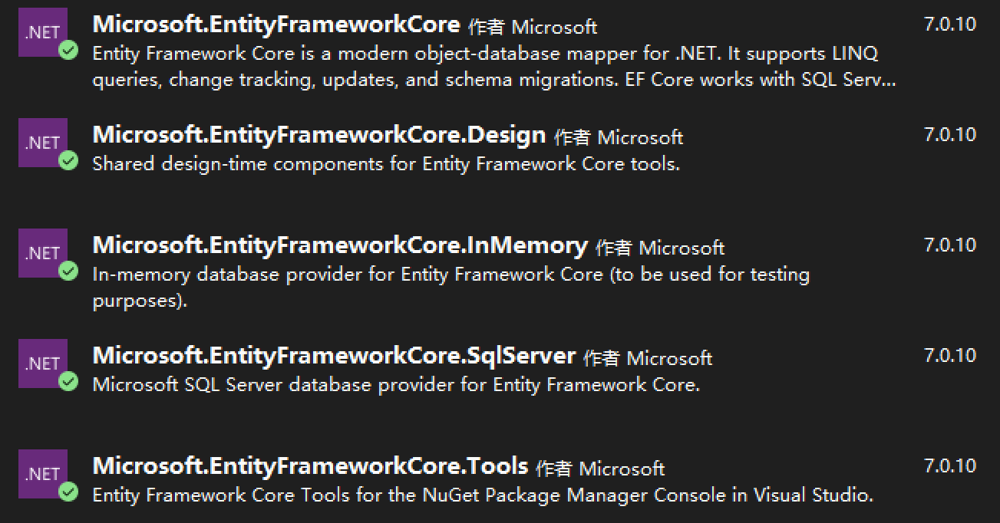 .NET
Microsoft.EntityFrameworkCore 作者 Microsoft 7.0.10
Entity Framework Core is a modern object-database mapper for .NET. It supports LINQ
queries, change tracking, updates, and schema migrations. EF Core works with SQL Serv...
.NET
Microsoft.EntityFrameworkCore.Design 作者 Microsoft 7.0.10
Shared design-time components for Entity Framework Core tools.
.NET
Microsoft.EntityFrameworkCore.InMemory 作者 Microsoft 7.0.10
In-memory database provider for Entity Framework Core (to be used for testing
purposes).
.NET
Microsoft.EntityFrameworkCore.SqlServer 作者 Microsoft 7.0.10
Microsoft SQL Server database provider for Entity Framework Core.
.NET
Microsoft.EntityFrameworkCore.Tools 作者 Microsoft 7.0.10
Entity Framework Core Tools for the NuGet Package Manager Console in Visual Studio.